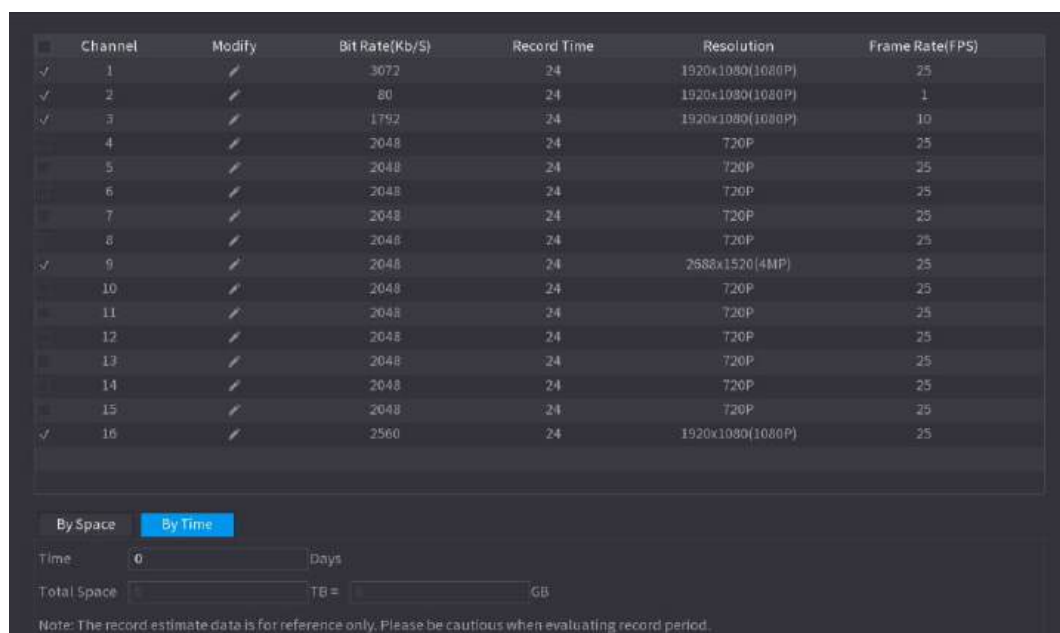 Channel Modify Bit Rate(Kb/S) Record Time Resolution Frame Rate(FPS)
1 3072 24 1920x1080(1080P) 25
2 80 24 1920x1080(1080P) 1
3 1792 24 1920x1080(1080P) 10
4 2048 24 720P 25
5 2048 24 720P 25
6 2048 24 720P 25
7 2048 24 720P 25
8 2048 24 720P 25
9 2048 24 2688x1520(4MP) 25
10 2048 24 720P 25
11 2048 24 720P 25
12 2048 24 720P 25
13 2048 24 720P 25
14 2048 24 720P 25
15 2048 24 720P 25
16 2560 24 1920x1080(1080P) 25
By Space By Time
Time 0 Days
Total Space TB = GB
Note: The record estimate data is for reference only. Please be cautious when evaluating record period.